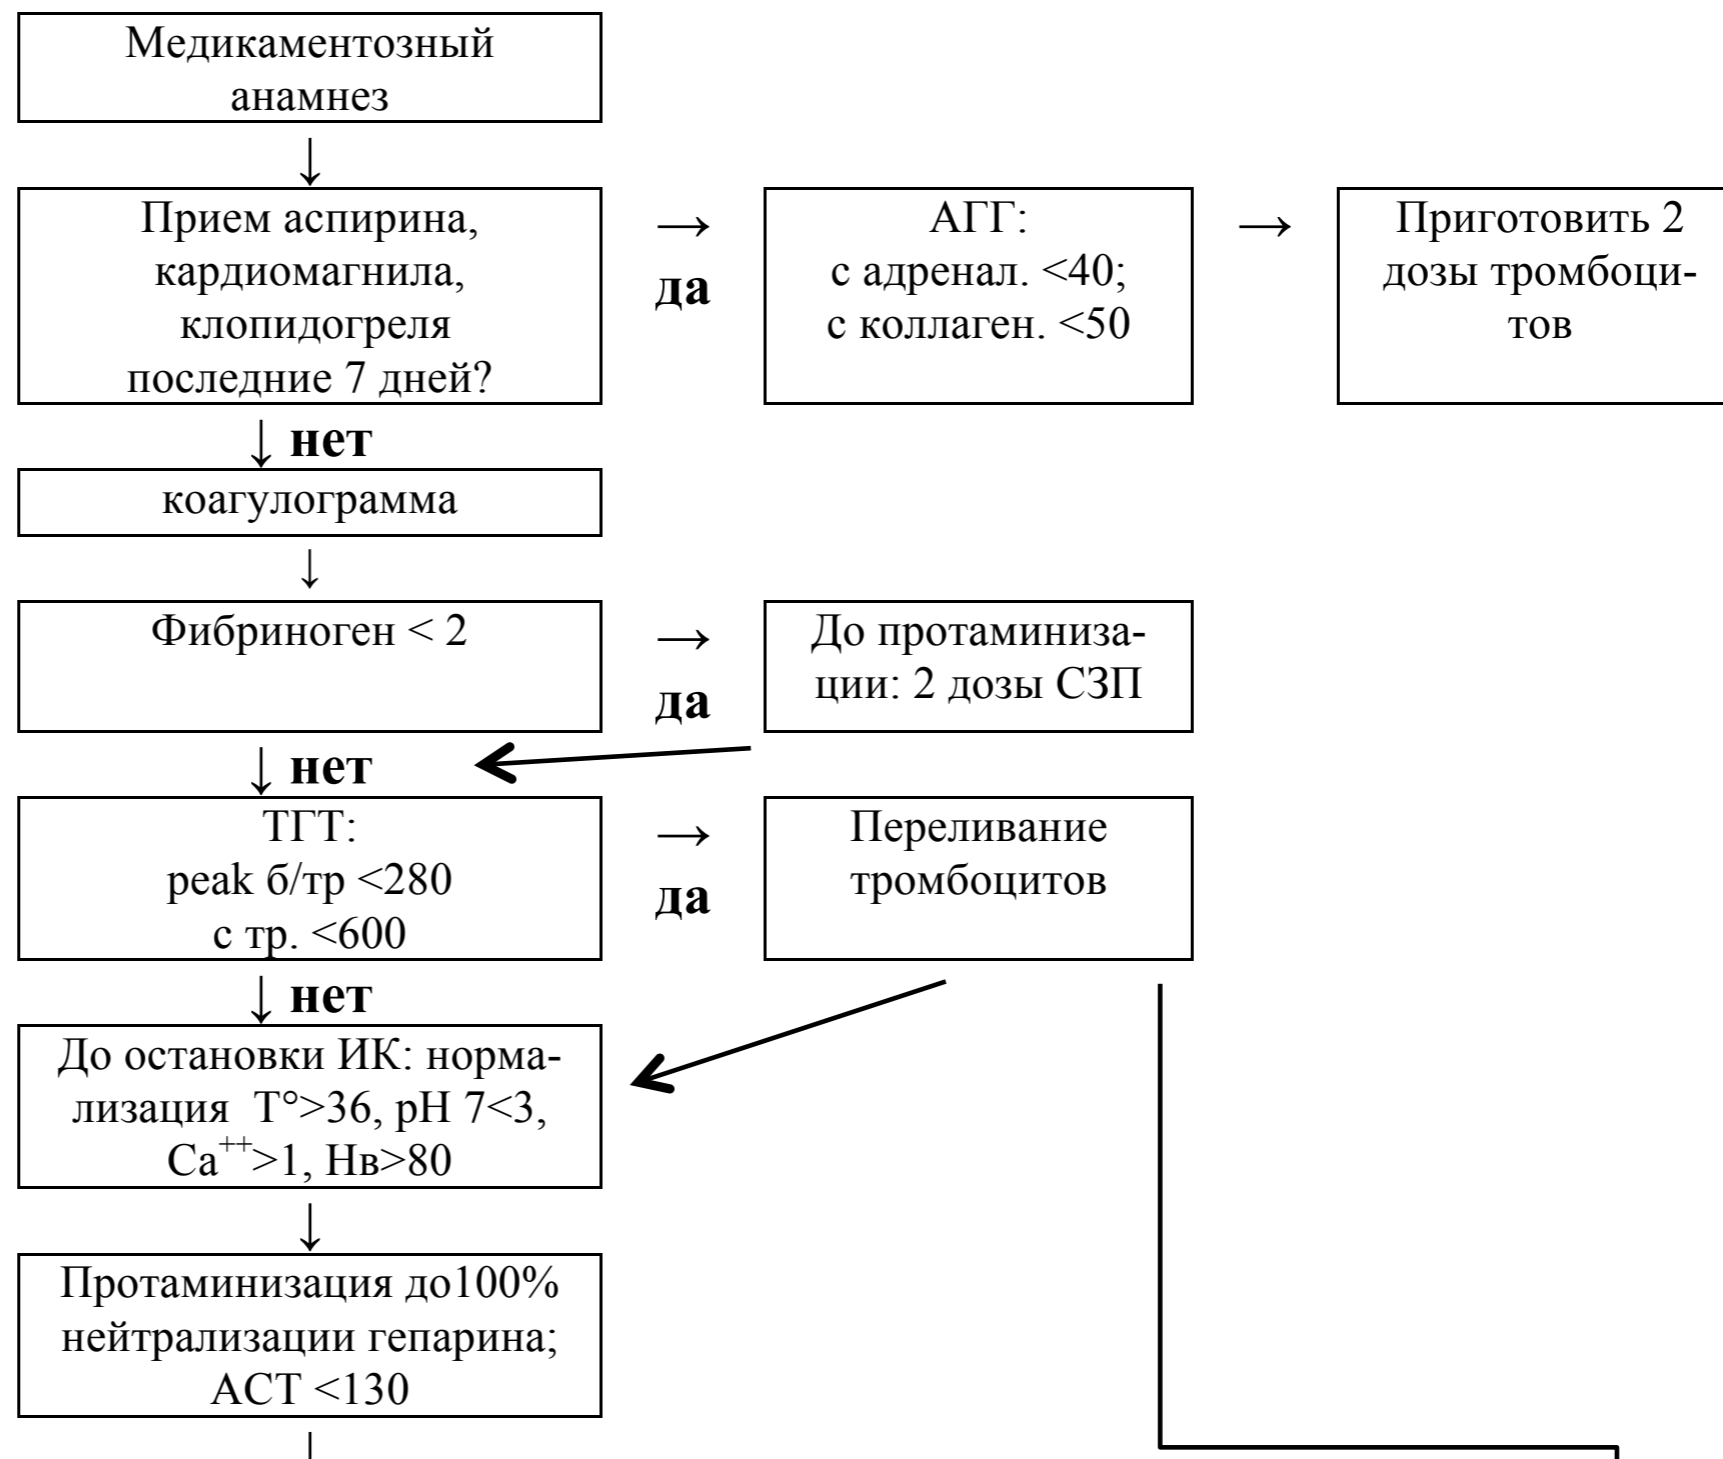 Медикаментозный
анамнез
↓
Прием аспирина,
кардиомагнила,
клопидогреля
последние 7 дней?
→
да
АГГ:
с адренал. <40;
с коллаген. <50
→
Приготовить 2
дозы тромбоци-
тов
↓ нет
коагулограмма
↓
Фибриноген < 2
→
да
До протаминиза-
ции: 2 дозы СЗП
↓ нет
ТГТ:
peak б/тр <280
с тр. <600
→
да
Переливание
тромбоцитов
↓ нет
До остановки ИК: норма-
лизация Т°>36, рН 7<3,
Са⁺⁺>1, Нв>80
↓
Протаминизация до100%
нейтрализации гепарина;
АСТ <130